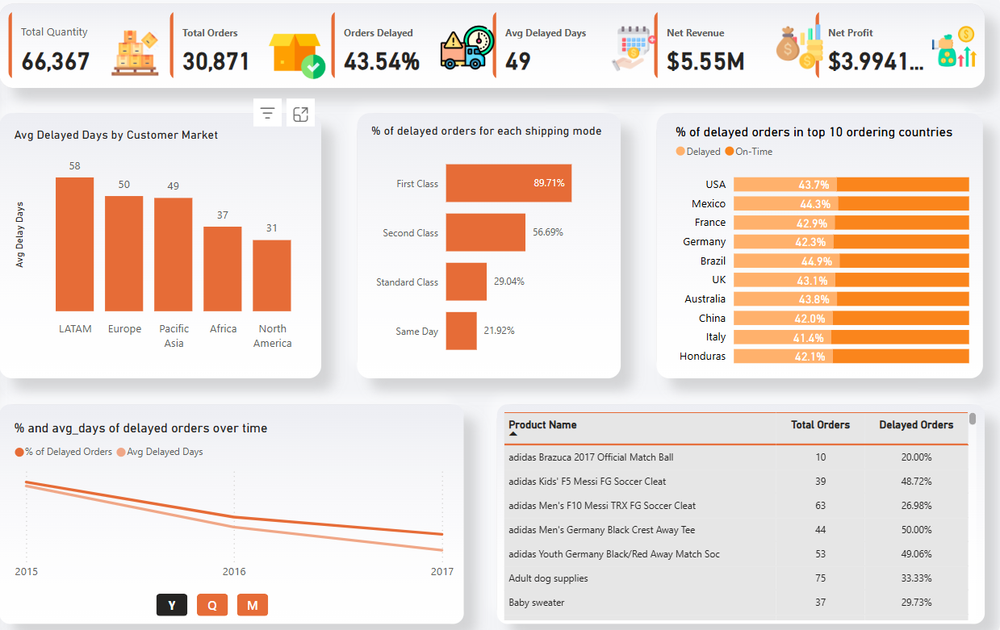 Total Quantity
66,367
Total Orders
30,871
Orders Delayed
43.54%
Avg Delayed Days
49
Net Revenue
$5.55M
Net Profit
$3.9941...
Avg Delayed Days by Customer Market
Avg Delay Days
58
50
49
37
31
LATAM
Europe
Pacific
Asia
Africa
North
America
% of delayed orders for each shipping mode
First Class
89.71%
Second Class
56.69%
Standard Class
29.04%
Same Day
21.92%
% of delayed orders in top 10 ordering countries
Delayed On-Time
USA 43.7%
Mexico 44.3%
France 42.9%
Germany 42.3%
Brazil 44.9%
UK 43.1%
Australia 43.8%
China 42.0%
Italy 41.4%
Honduras 42.1%
% and avg_days of delayed orders over time
% of Delayed Orders Avg Delayed Days
2015 2016 2017
Y Q M
Product Name Total Orders Delayed Orders
adidas Brazuca 2017 Official Match Ball 10 20.00%
adidas Kids' F5 Messi FG Soccer Cleat 39 48.72%
adidas Men's F10 Messi TRX FG Soccer Cleat 63 26.98%
adidas Men's Germany Black Crest Away Tee 44 50.00%
adidas Youth Germany Black/Red Away Match Soc 53 49.06%
Adult dog supplies 75 33.33%
Baby sweater 37 29.73%